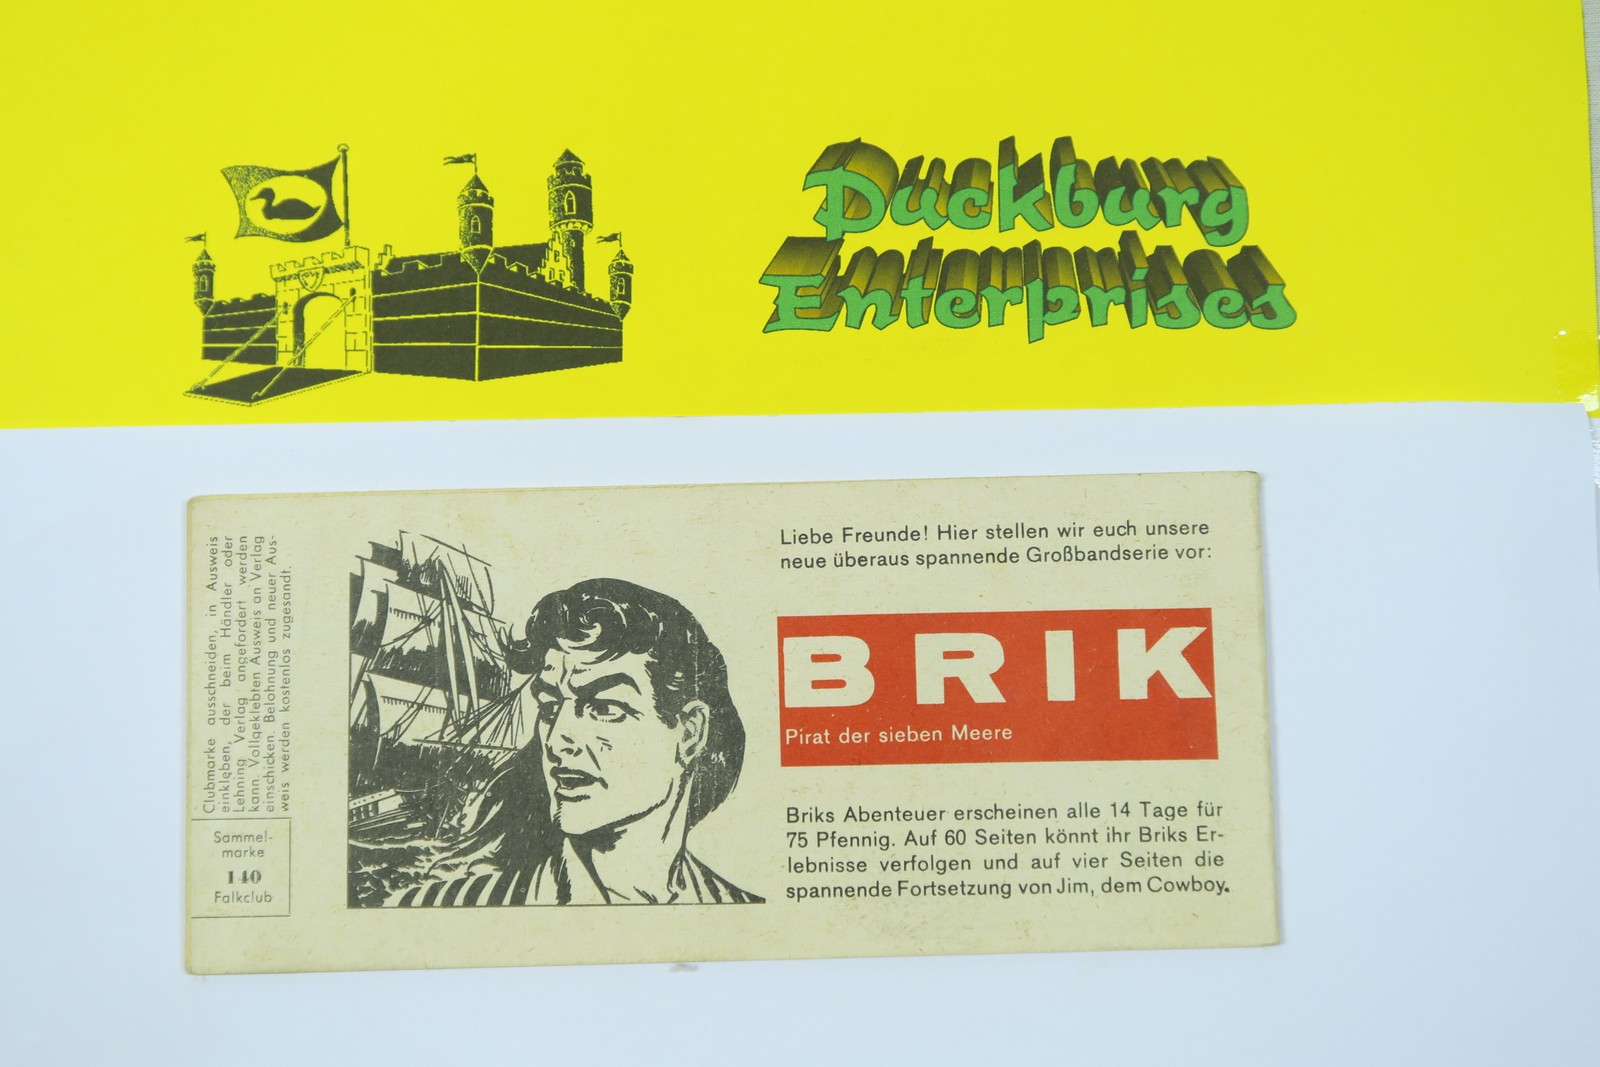 Duckburg
Enterprises
Liebe Freunde! Hier stellen wir euch unsere
neue überaus spannende Großbandserie vor:
BRIK
Pirat der sieben Meere
Briks Abenteuer erscheinen alle 14 Tage für
75 Pfennig. Auf 60 Seiten könnt ihr Briks Er-
lebnisse verfolgen und auf vier Seiten die
spannende Fortsetzung von Jim, dem Cowboy.
Clubmarke ausschneiden, in Ausweis
einkleben, der beim Händler oder
Lehning Verlag angefordert werden
kann. Vollgeklebten Ausweis an Verlag
einschicken. Belohnung und neuer Aus-
weis werden kostenlos zugesandt.
Sammel-
marke
140
Falkclub